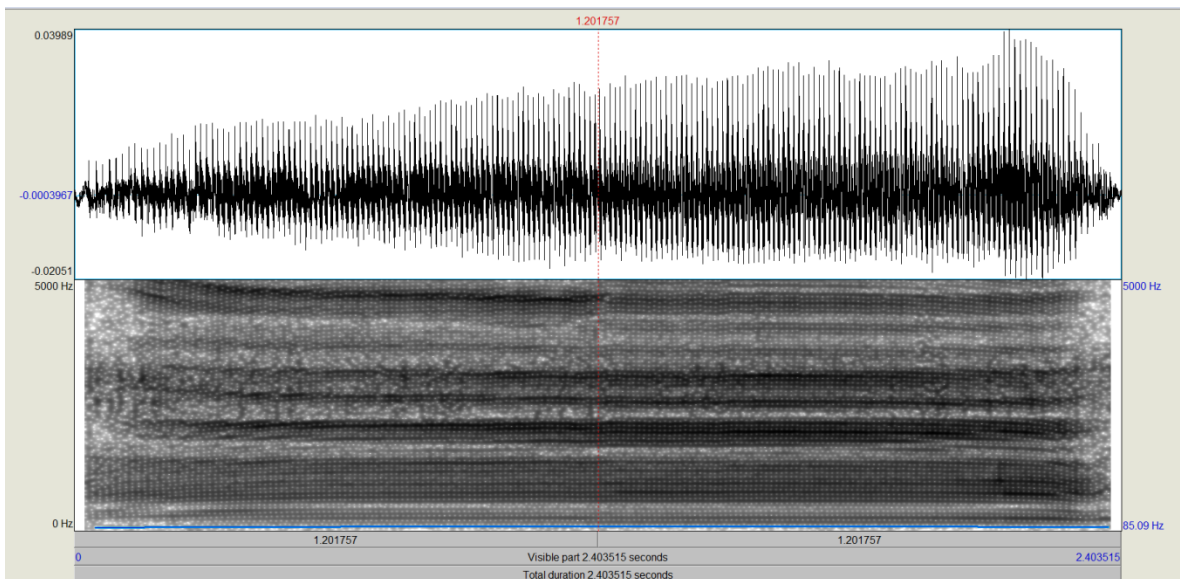 1.201757
0.03989
-0.0003967
-0.02051
5000 Hz 5000 Hz
0 Hz 85.09 Hz
1.201757 1.201757
0 Visible part 2.403515 seconds 2.403515
Total duration 2.403515 seconds